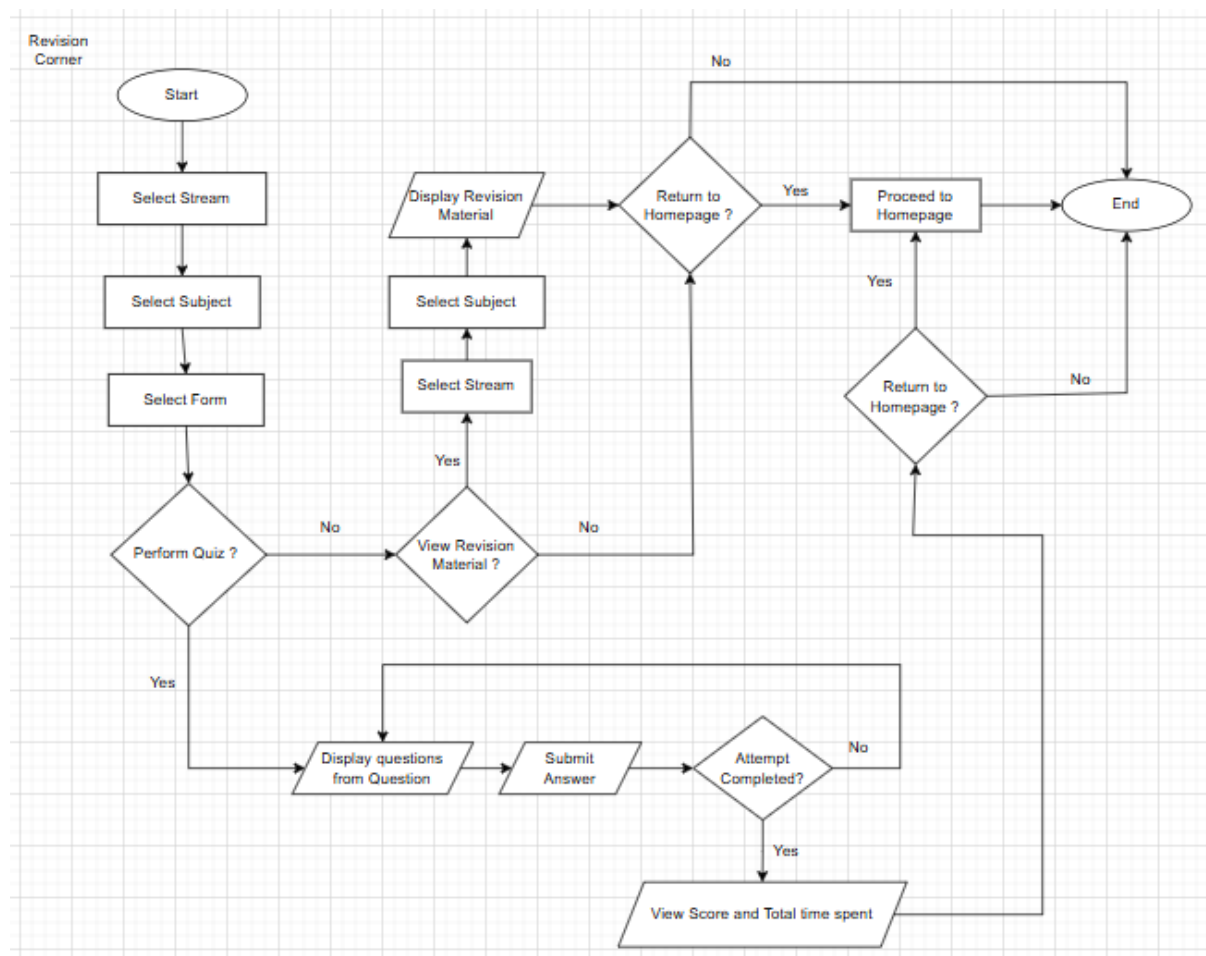 Revision
Corner
Start
Select Stream
Select Subject
Select Form
Perform Quiz ?
No
Yes
View Revision
Material ?
Yes
No
Select Stream
Select Subject
Display Revision
Material
Return to
Homepage ?
No
Yes
Proceed to
Homepage
End
Yes
Return to
Homepage ?
No
Display questions
from Question
Submit
Answer
Attempt
Completed?
No
Yes
View Score and Total time spent